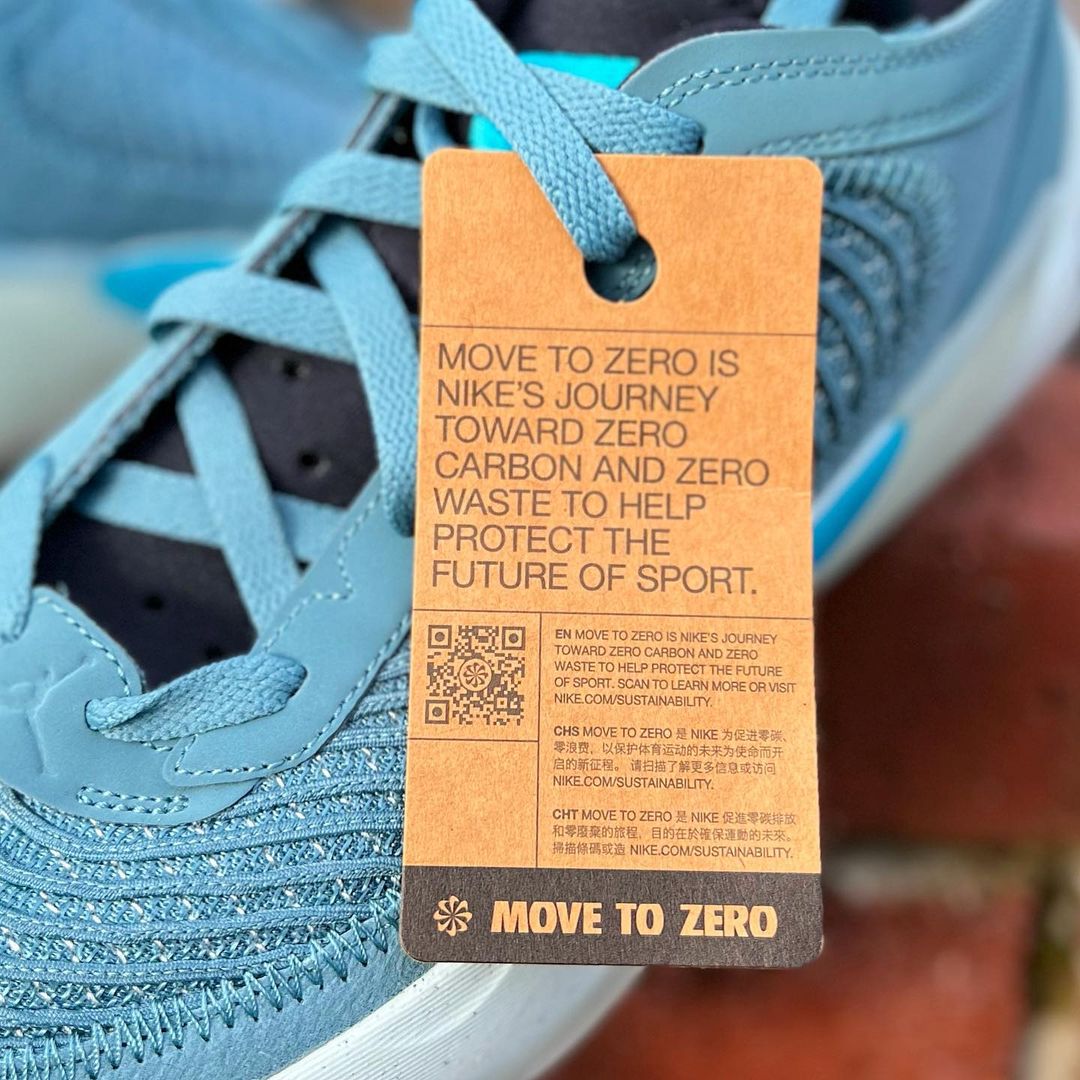 MOVE TO ZERO IS
NIKE'S JOURNEY
TOWARD ZERO
CARBON AND ZERO
WASTE TO HELP
PROTECT THE
FUTURE OF SPORT.
EN MOVE TO ZERO IS NIKE'S JOURNEY
TOWARD ZERO CARBON AND ZERO
WASTE TO HELP PROTECT THE FUTURE
OF SPORT. SCAN TO LEARN MORE OR VISIT
NIKE.COM/SUSTAINABILITY.
CHS MOVE TO ZERO 是 NIKE 为促进零碳、
零浪费，以保护体育运动的未来为使命而开
启的新征程。 请扫描了解更多信息或访问
NIKE.COM/SUSTAINABILITY.
CHT MOVE TO ZERO 是 NIKE 促進零碳排放
和零廢棄的旅程，目的在於確保運動的未來。
掃描條碼或造 NIKE.COM/SUSTAINABILITY.
MOVE TO ZERO